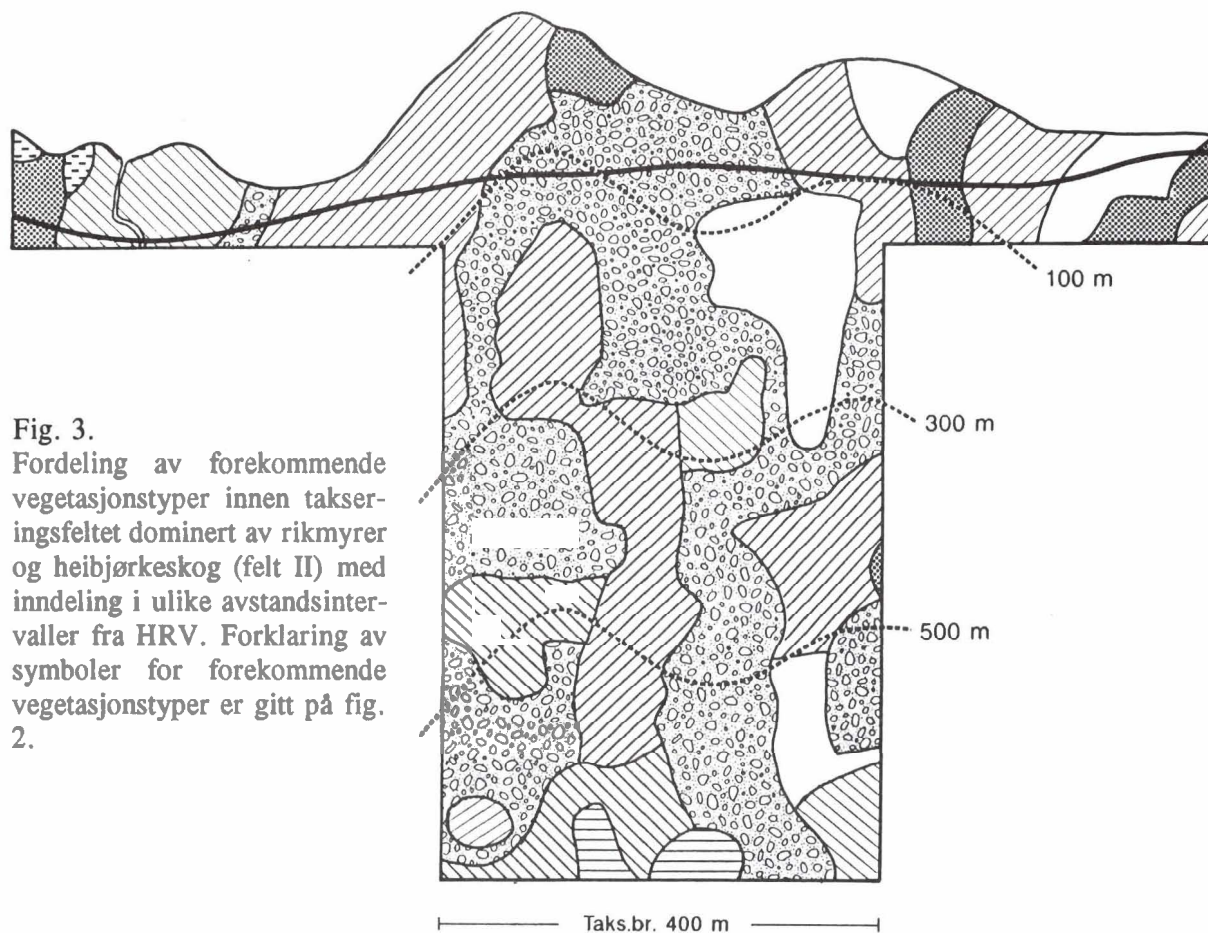 100 m
300 m
Fig. 3.
Fordeling av forekommende
vegetasjonstyper innen takser-
ingsfeltet dominert av rikmyrer
og heibjørkeskog (felt II) med
inndeling i ulike avstandsinter-
valler fra HRV. Forklaring av
symboler for forekommende
vegetasjonstyper er gitt på fig.
2.
500 m
Taks.br. 400 m